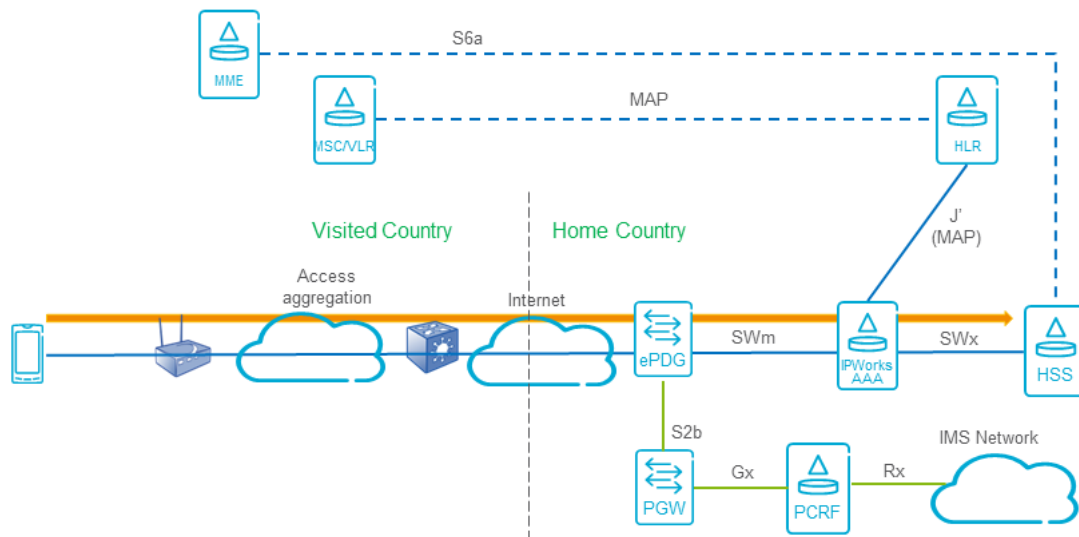 S6a
MME
MAP
MSC/VLR
HLR
J'
(MAP)
Visited Country
Home Country
Access
aggregation
Internet
ePDG
SWm
IPWorks
AAA
SWx
HSS
S2b
IMS Network
PGW
Gx
PCRF
Rx